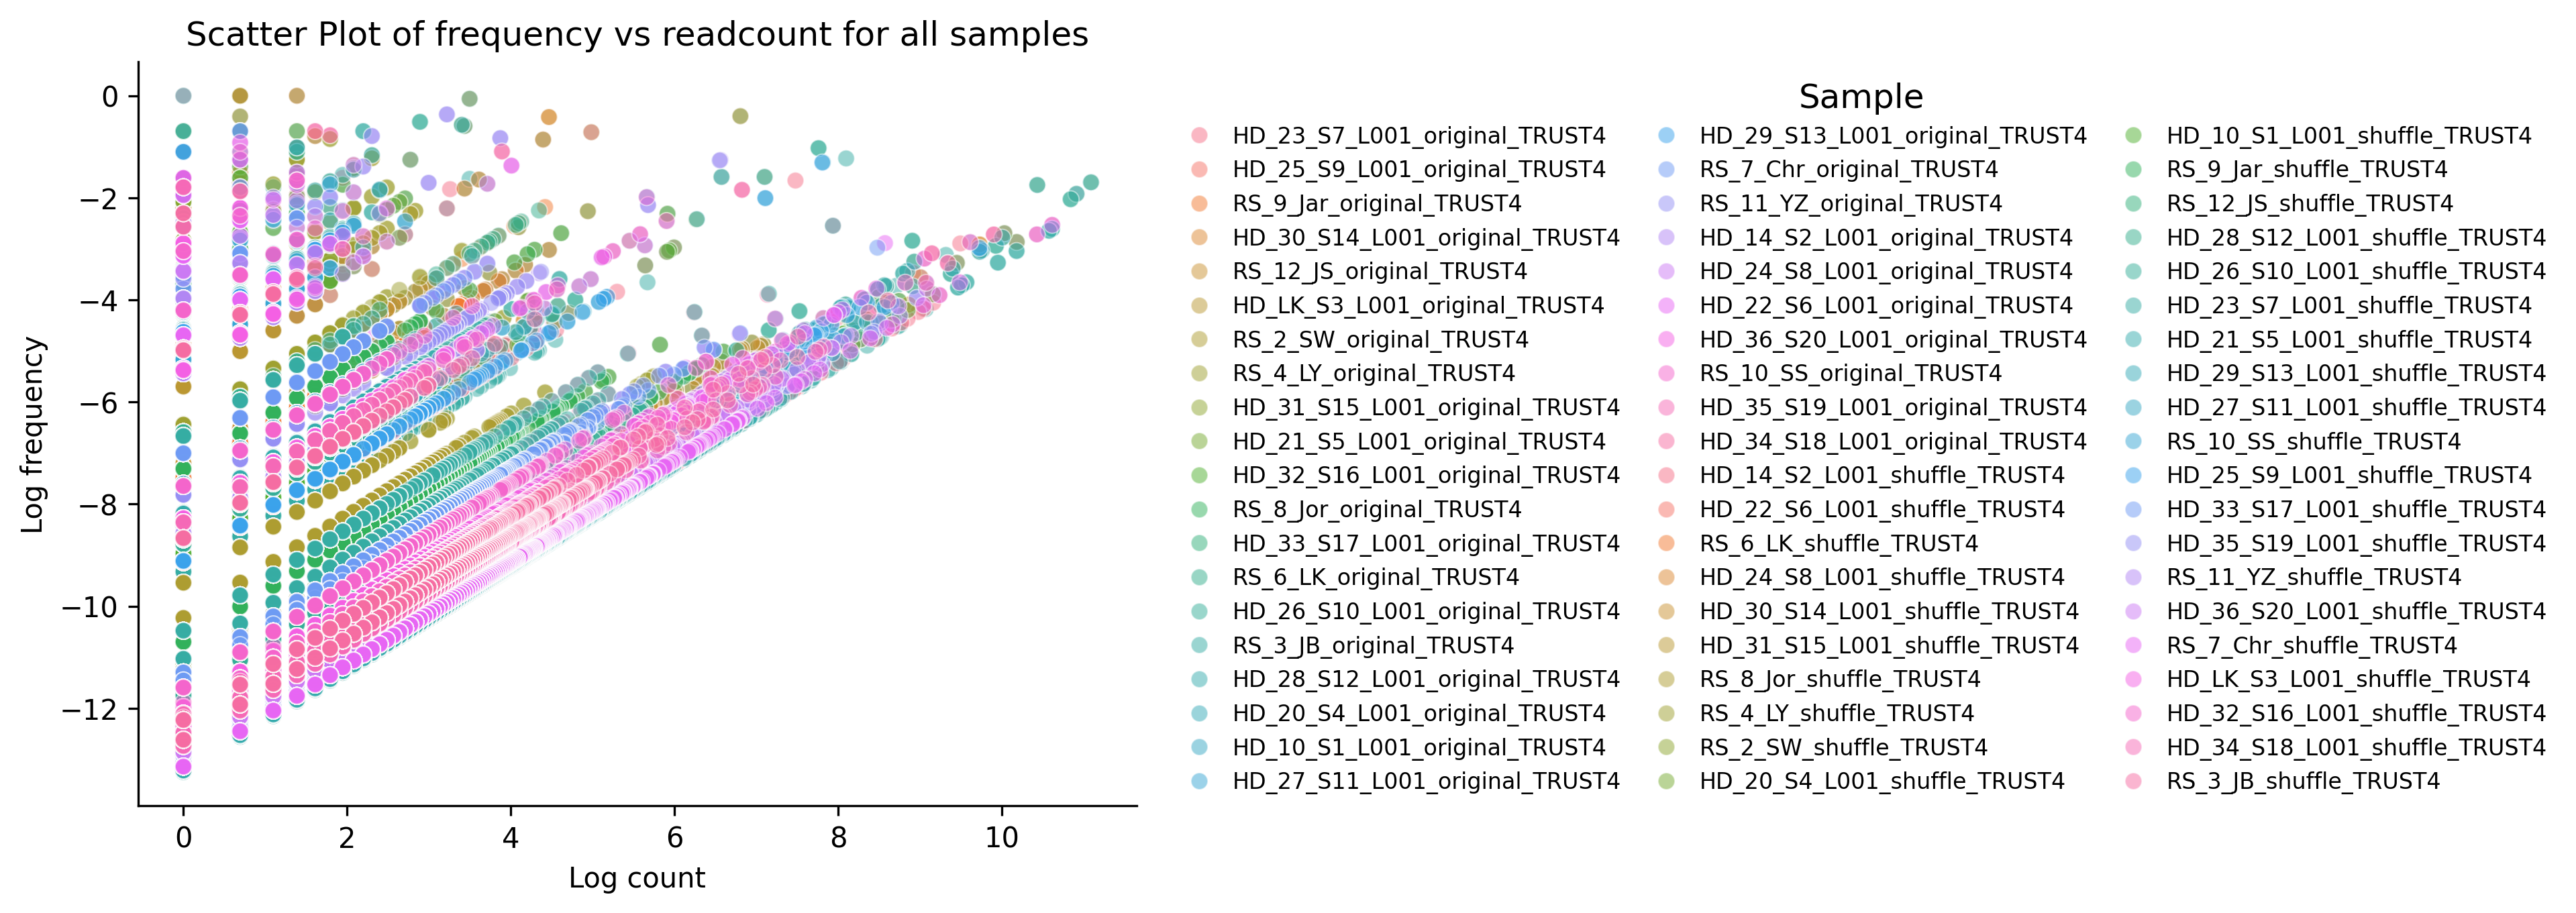 Scatter Plot of frequency vs readcount for all samples
Log frequency
0
−2
−4
−6
−8
−10
−12
0 2 4 6 8 10
Log count
Sample
HD_23_S7_L001_original_TRUST4
HD_25_S9_L001_original_TRUST4
RS_9_Jar_original_TRUST4
HD_30_S14_L001_original_TRUST4
RS_12_JS_original_TRUST4
HD_LK_S3_L001_original_TRUST4
RS_2_SW_original_TRUST4
RS_4_LY_original_TRUST4
HD_31_S15_L001_original_TRUST4
HD_21_S5_L001_original_TRUST4
HD_32_S16_L001_original_TRUST4
RS_8_Jor_original_TRUST4
HD_33_S17_L001_original_TRUST4
RS_6_LK_original_TRUST4
HD_26_S10_L001_original_TRUST4
RS_3_JB_original_TRUST4
HD_28_S12_L001_original_TRUST4
HD_20_S4_L001_original_TRUST4
HD_10_S1_L001_original_TRUST4
HD_27_S11_L001_original_TRUST4
HD_29_S13_L001_original_TRUST4
RS_7_Chr_original_TRUST4
RS_11_YZ_original_TRUST4
HD_14_S2_L001_original_TRUST4
HD_24_S8_L001_original_TRUST4
HD_22_S6_L001_original_TRUST4
HD_36_S20_L001_original_TRUST4
RS_10_SS_original_TRUST4
HD_35_S19_L001_original_TRUST4
HD_34_S18_L001_original_TRUST4
HD_14_S2_L001_shuffle_TRUST4
HD_22_S6_L001_shuffle_TRUST4
RS_6_LK_shuffle_TRUST4
HD_24_S8_L001_shuffle_TRUST4
HD_30_S14_L001_shuffle_TRUST4
HD_31_S15_L001_shuffle_TRUST4
RS_8_Jor_shuffle_TRUST4
RS_4_LY_shuffle_TRUST4
RS_2_SW_shuffle_TRUST4
HD_20_S4_L001_shuffle_TRUST4
HD_10_S1_L001_shuffle_TRUST4
RS_9_Jar_shuffle_TRUST4
RS_12_JS_shuffle_TRUST4
HD_28_S12_L001_shuffle_TRUST4
HD_26_S10_L001_shuffle_TRUST4
HD_23_S7_L001_shuffle_TRUST4
HD_21_S5_L001_shuffle_TRUST4
HD_29_S13_L001_shuffle_TRUST4
HD_27_S11_L001_shuffle_TRUST4
RS_10_SS_shuffle_TRUST4
HD_25_S9_L001_shuffle_TRUST4
HD_33_S17_L001_shuffle_TRUST4
HD_35_S19_L001_shuffle_TRUST4
RS_11_YZ_shuffle_TRUST4
HD_36_S20_L001_shuffle_TRUST4
RS_7_Chr_shuffle_TRUST4
HD_LK_S3_L001_shuffle_TRUST4
HD_32_S16_L001_shuffle_TRUST4
HD_34_S18_L001_shuffle_TRUST4
RS_3_JB_shuffle_TRUST4